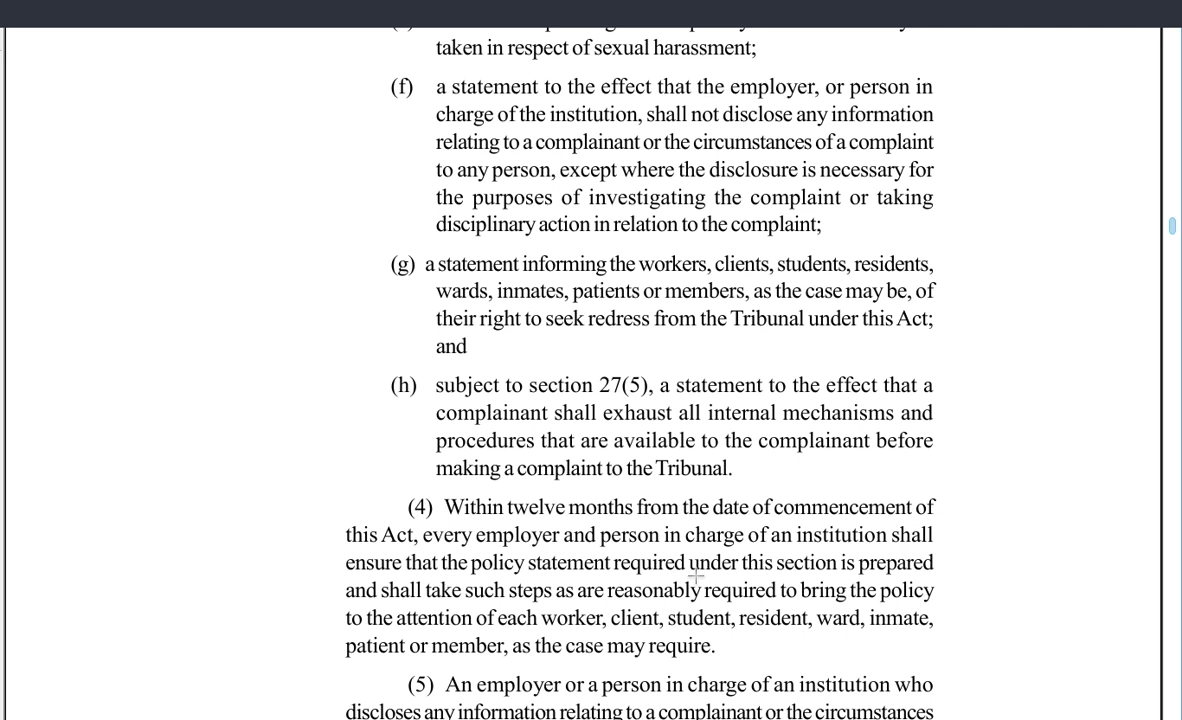 taken in respect of sexual harassment;
(f) a statement to the effect that the employer, or person in
charge of the institution, shall not disclose any information
relating to a complainant or the circumstances of a complaint
to any person, except where the disclosure is necessary for
the purposes of investigating the complaint or taking
disciplinary action in relation to the complaint;
(g) a statement informing the workers, clients, students, residents,
wards, inmates, patients or members, as the case may be, of
their right to seek redress from the Tribunal under this Act;
and
(h) subject to section 27(5), a statement to the effect that a
complainant shall exhaust all internal mechanisms and
procedures that are available to the complainant before
making a complaint to the Tribunal.
(4) Within twelve months from the date of commencement of
this Act, every employer and person in charge of an institution shall
ensure that the policy statement required under this section is prepared
and shall take such steps as are reasonably required to bring the policy
to the attention of each worker, client, student, resident, ward, inmate,
patient or member, as the case may require.
(5) An employer or a person in charge of an institution who
discloses any information relating to a complainant or the circumstances